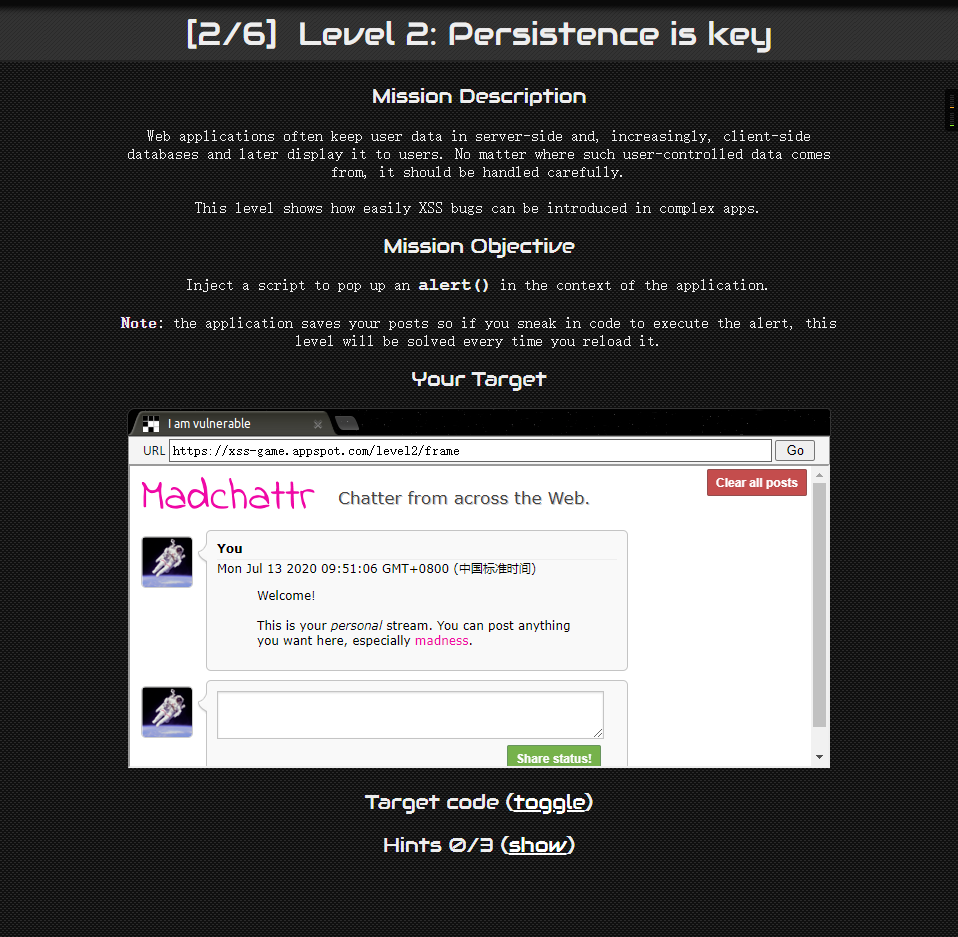 [2/6] Level 2: Persistence is key
Mission Description
Web applications often keep user data in server-side and, increasingly, client-side
databases and later display it to users. No matter where such user-controlled data comes
from, it should be handled carefully.
This level shows how easily XSS bugs can be introduced in complex apps.
Mission Objective
Inject a script to pop up an alert() in the context of the application.
Note: the application saves your posts so if you sneak in code to execute the alert, this
level will be solved every time you reload it.
Your Target
I am vulnerable
URL https://xss-game.appspot.com/level2/frame Go
Madchattr Chatter from across the Web. Clear all posts
You
Mon Jul 13 2020 09:51:06 GMT+0800 (中国标准时间)
Welcome!
This is your personal stream. You can post anything
you want here, especially madness.
Share status!
Target code (toggle)
Hints 0/3 (show)